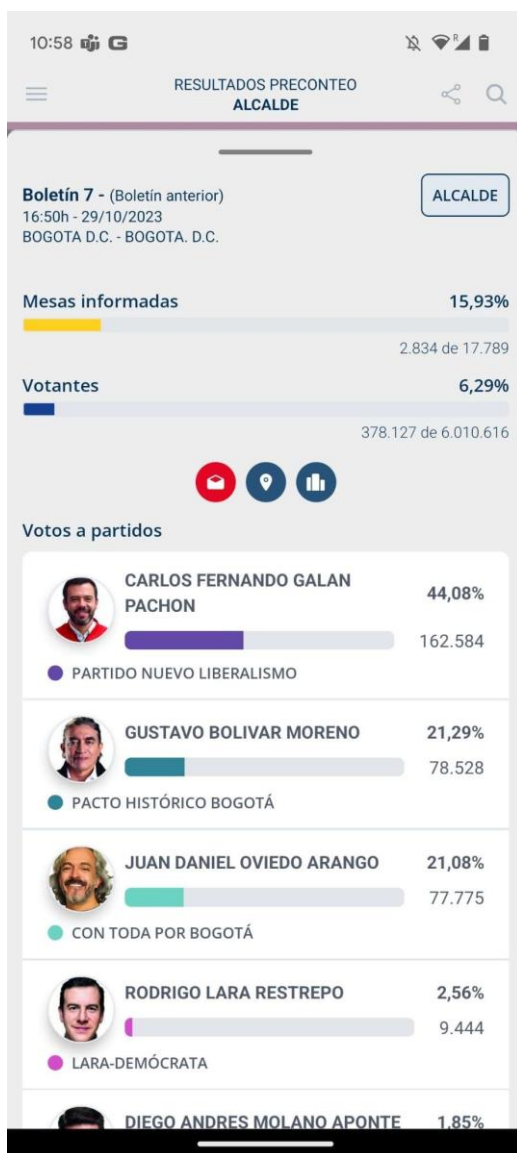 10:58
RESULTADOS PRECONTEO
ALCALDE
Boletín 7 - (Boletín anterior)
16:50h - 29/10/2023
BOGOTA D.C. - BOGOTA. D.C.
ALCALDE
Mesas informadas 15,93%
2.834 de 17.789
Votantes 6,29%
378.127 de 6.010.616
Votos a partidos
CARLOS FERNANDO GALAN
PACHON
44,08%
162.584
PARTIDO NUEVO LIBERALISMO
GUSTAVO BOLIVAR MORENO 21,29%
78.528
PACTO HISTÓRICO BOGOTÁ
JUAN DANIEL OVIEDO ARANGO 21,08%
77.775
CON TODA POR BOGOTÁ
RODRIGO LARA RESTREPO 2,56%
9.444
LARA-DEMÓCRATA
DIEGO ANDRES MOLANO APONTE 1,85%